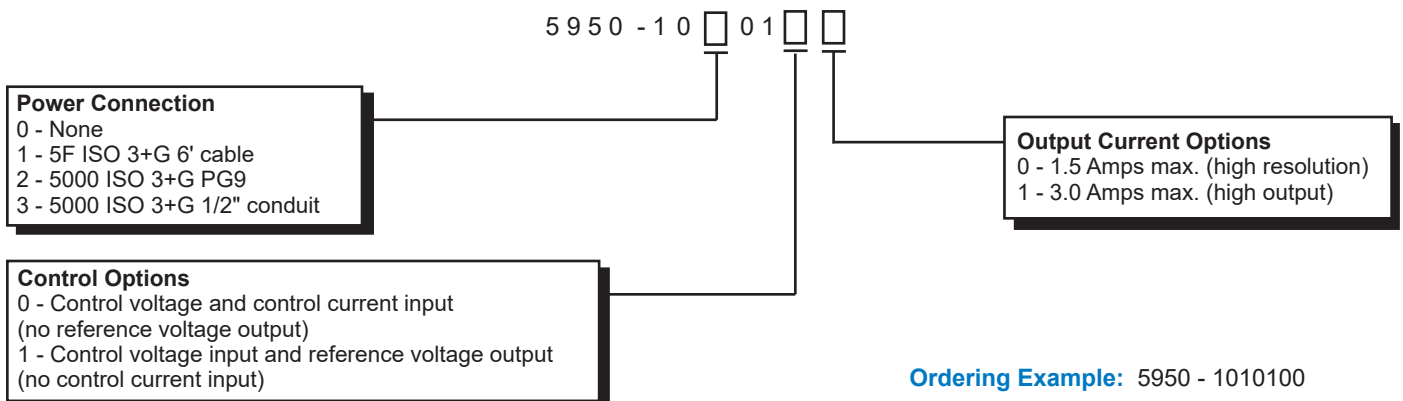 5950-10 01
Power Connection
0 - None
1 - 5F ISO 3+G 6' cable
2 - 5000 ISO 3+G PG9
3 - 5000 ISO 3+G 1/2" conduit
Output Current Options
0 - 1.5 Amps max. (high resolution)
1 - 3.0 Amps max. (high output)
Control Options
0 - Control voltage and control current input
(no reference voltage output)
1 - Control voltage input and reference voltage output
(no control current input)
Ordering Example: 5950 - 1010100